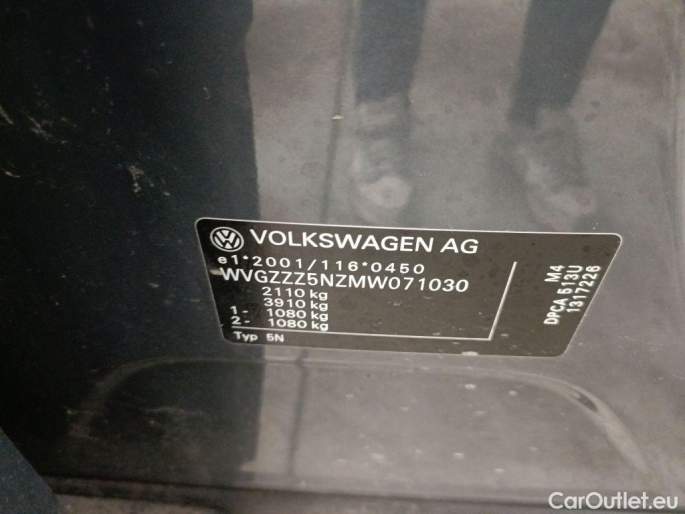 VOLKSWAGEN AG
e1*2001/116*0450
WVGZZZ5NZMW071030
2110 kg
3910 kg
1- 1080 kg
2- 1080 kg
Typ 5N
M4
DPCA 513U
1317226
CarOutlet.eu